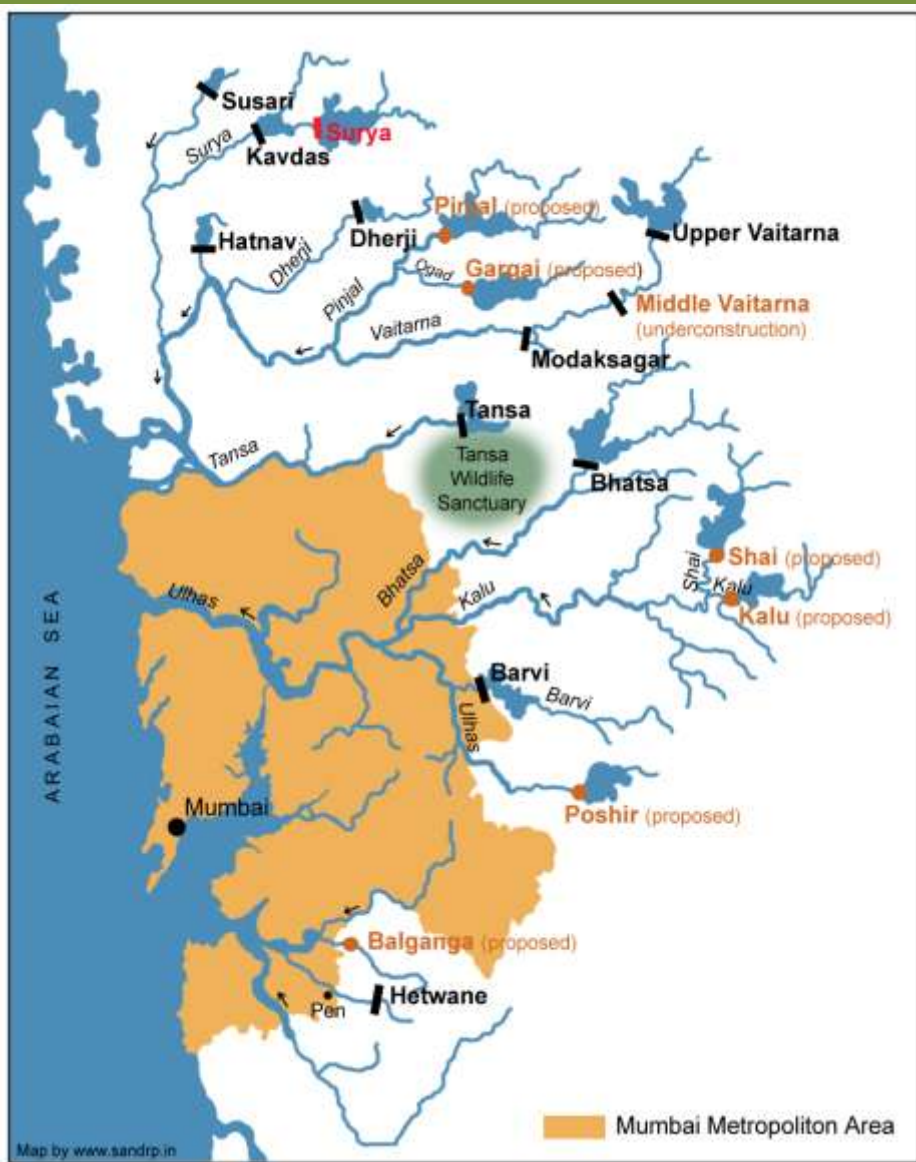 Susari
Surya
Surya
Kavdas
Pinjal (proposed)
Dherji
Hatnav
Upper Vaitarna
Dherji
Ogad
Gargai (proposed)
Pinjal
Middle Vaitarna
(underconstruction)
Vaitarna
Modaksagar
Tansa
Tansa
Tansa
Wildlife
Sanctuary
Bhatsa
Bhatsa
Shai (proposed)
Shai
Kalu
Kalu (proposed)
Ulhas
Kalu
ARABAIAN SEA
Barvi
Barvi
Ulhas
Mumbai
Poshir (proposed)
Balganga (proposed)
Hetwane
Pen
Mumbai Metropoliton Area
Map by www.sandrp.in